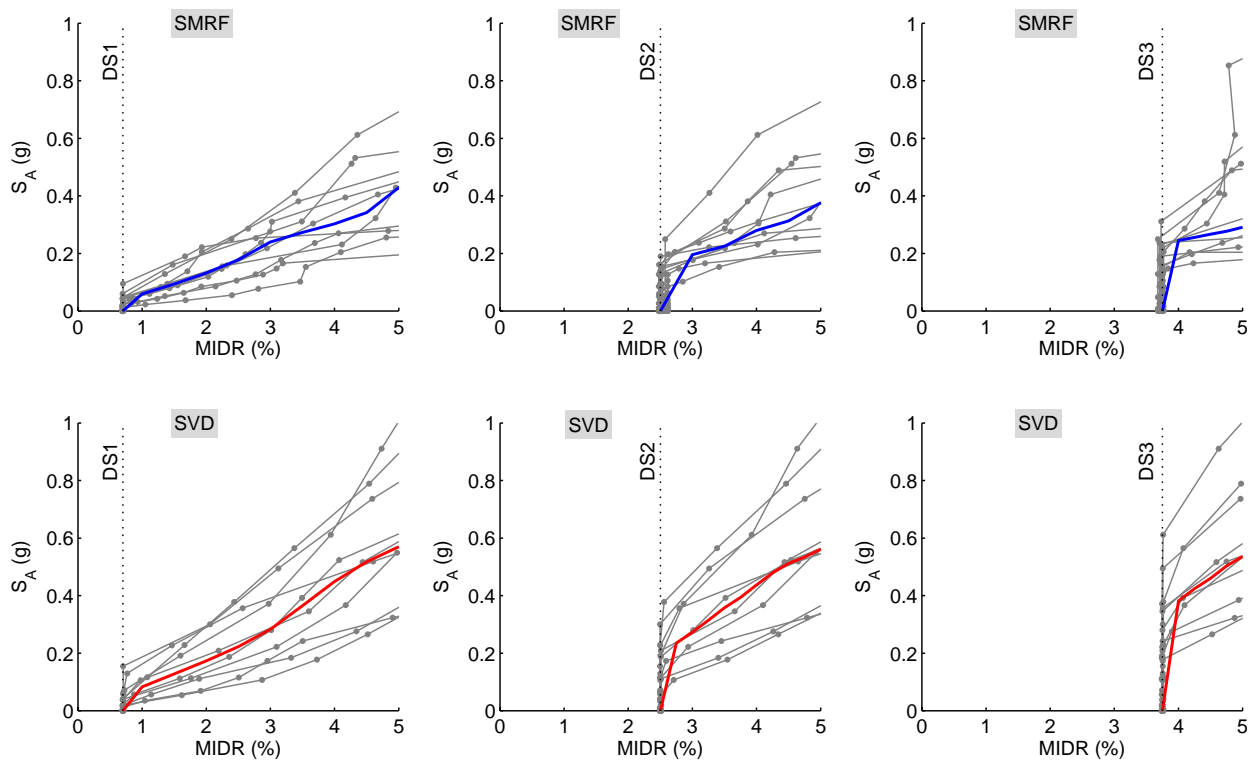 SMRF
DS1
S_A (g)
1
0.8
0.6
0.4
0.2
0
0 1 2 3 4 5
MIDR (%)
SMRF
DS2
S_A (g)
1
0.8
0.6
0.4
0.2
0
0 1 2 3 4 5
MIDR (%)
SMRF
DS3
S_A (g)
1
0.8
0.6
0.4
0.2
0
0 1 2 3 4 5
MIDR (%)
SVD
DS1
S_A (g)
1
0.8
0.6
0.4
0.2
0
0 1 2 3 4 5
MIDR (%)
SVD
DS2
S_A (g)
1
0.8
0.6
0.4
0.2
0
0 1 2 3 4 5
MIDR (%)
SVD
DS3
S_A (g)
1
0.8
0.6
0.4
0.2
0
0 1 2 3 4 5
MIDR (%)